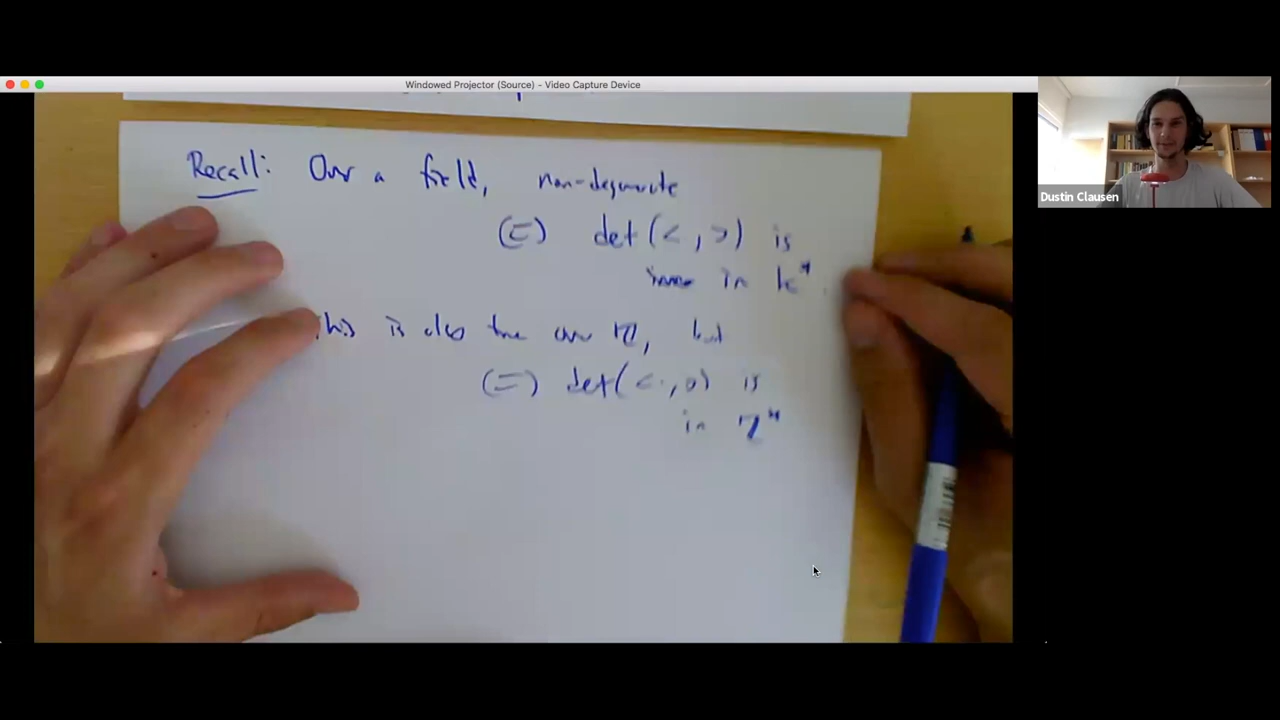 Windowed Projector (Source) - Video Capture Device
Dustin Clausen
Recall: Over a field, non-degenerate
(=) det(< , >) is
in k*.
is also true over ℤ, but
(=) det(<·,·>) is
in ℤ*